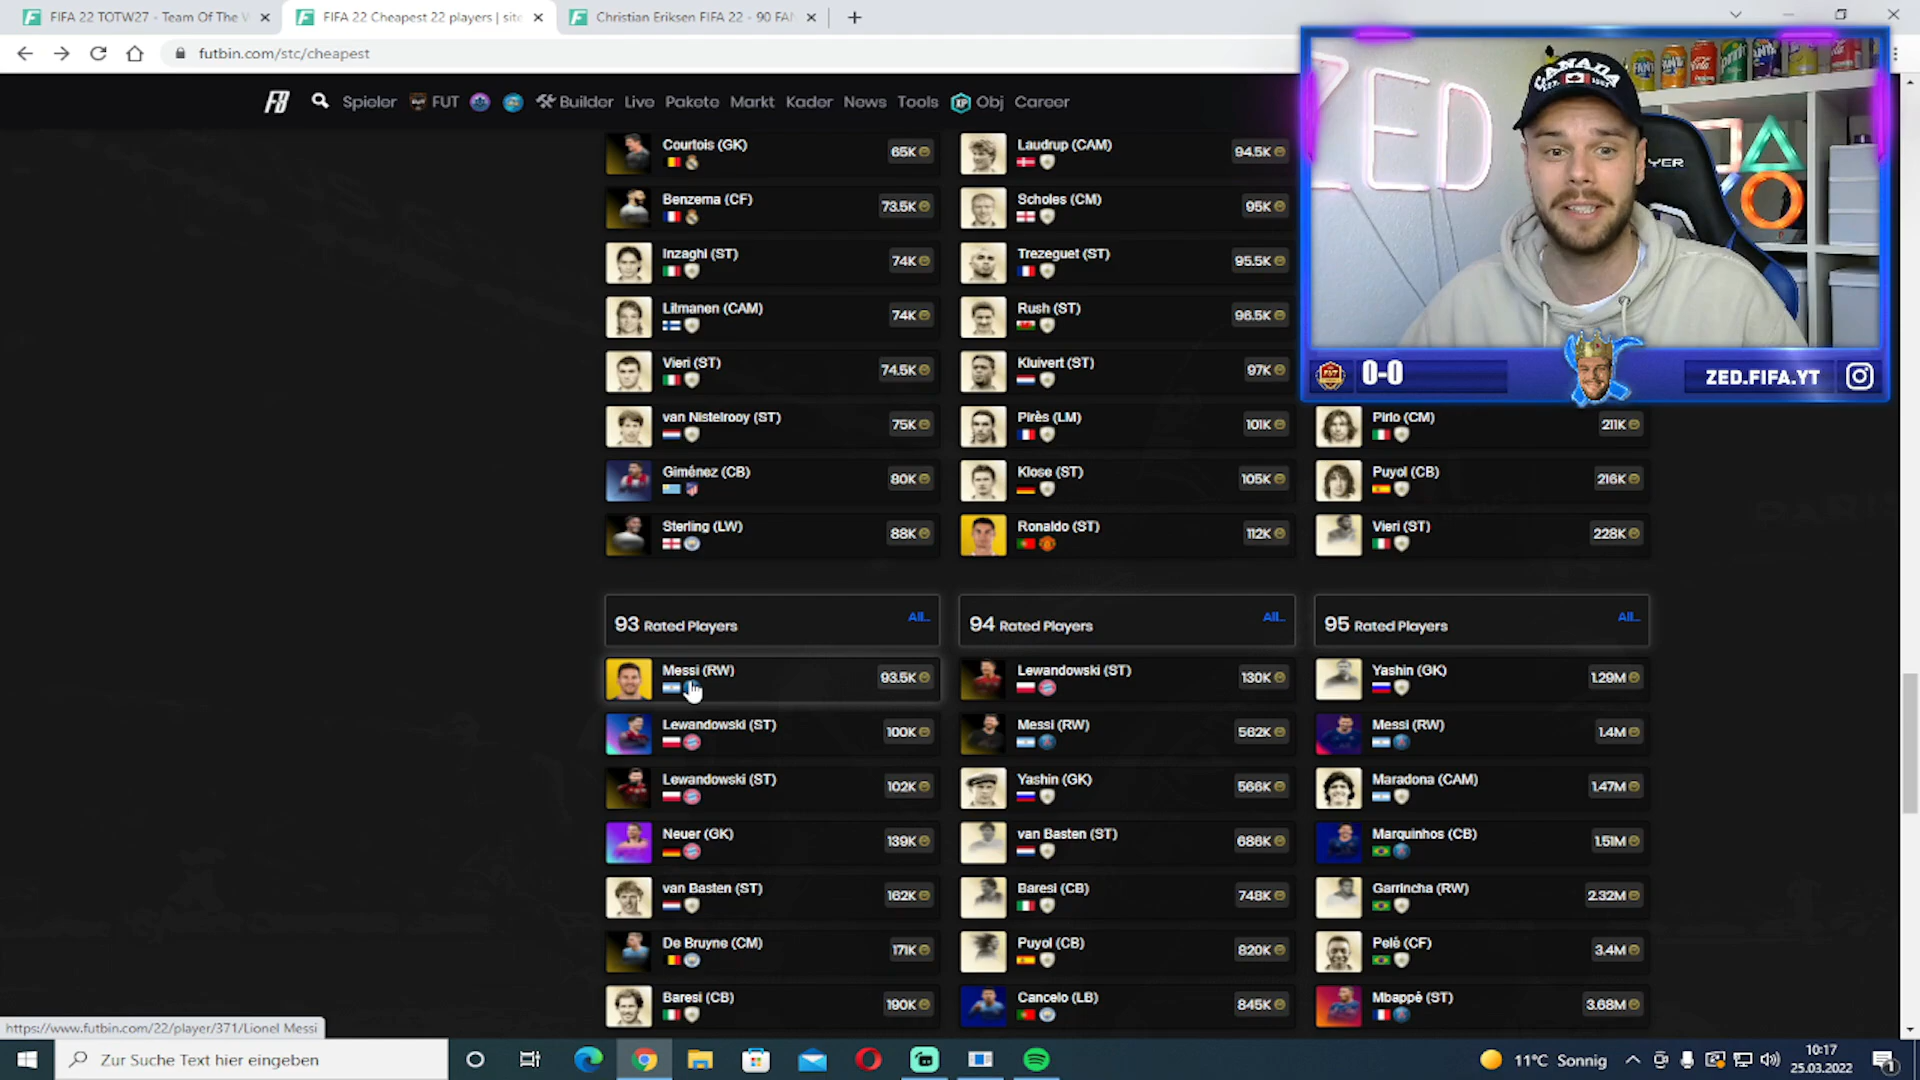 FIFA 22 TOTW27 - Team Of The V
FIFA 22 Cheapest 22 players | site
Christian Eriksen FIFA 22 - 90 FAN
futbin.com/stc/cheapest
Spieler FUT Builder Live Pakete Markt Kader News Tools Obj Career
Courtois (GK) 65K
Laudrup (CAM) 94.5K
Benzema (CF) 73.5K
Scholes (CM) 95K
Inzaghi (ST) 74K
Trezeguet (ST) 95.5K
Litmanen (CAM) 74K
Rush (ST) 96.5K
Vieri (ST) 74.5K
Kluivert (ST) 97K
van Nistelrooy (ST) 75K
Pirès (LM) 101K
Pirlo (CM) 211K
Giménez (CB) 80K
Klose (ST) 105K
Puyol (CB) 216K
Sterling (LW) 88K
Ronaldo (ST) 112K
Vieri (ST) 228K
93 Rated Players All...
94 Rated Players All...
95 Rated Players All...
Messi (RW) 93.5K
Lewandowski (ST) 130K
Yashin (GK) 1.29M
Lewandowski (ST) 100K
Messi (RW) 562K
Messi (RW) 1.4M
Lewandowski (ST) 102K
Yashin (GK) 566K
Maradona (CAM) 1.47M
Neuer (GK) 139K
van Basten (ST) 686K
Marquinhos (CB) 1.51M
van Basten (ST) 162K
Baresi (CB) 748K
Garrincha (RW) 2.32M
De Bruyne (CM) 171K
Puyol (CB) 820K
Pelé (CF) 3.4M
Baresi (CB) 190K
Cancelo (LB) 845K
Mbappé (ST) 3.68M
ZED
CANADA
YER
0-0
ZED.FIFA.YT
https://www.futbin.com/22/player/371/Lionel Messi
Zur Suche Text hier eingeben
11°C Sonnig
10:17
25.03.2022